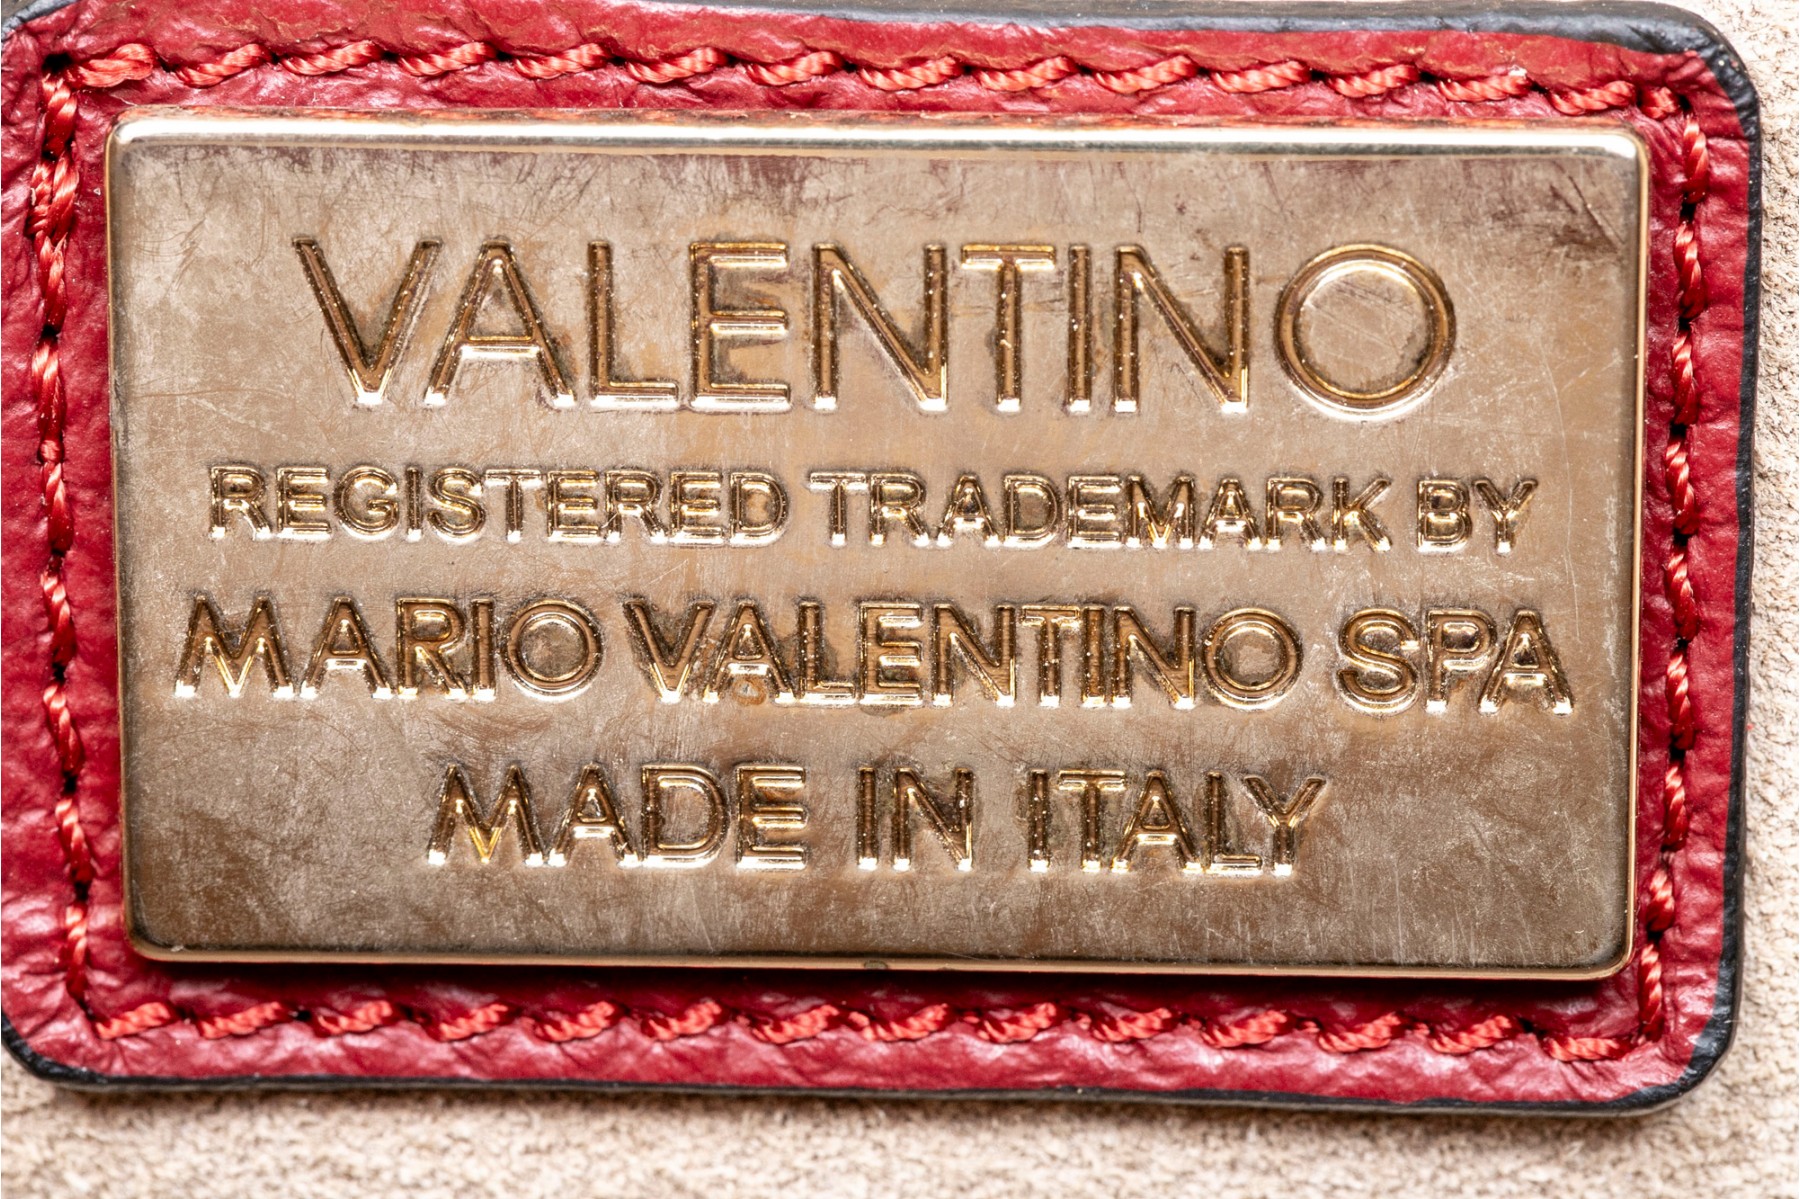 VALENTINO
REGISTERED TRADEMARK BY
MARIO VALENTINO SPA
MADE IN ITALY